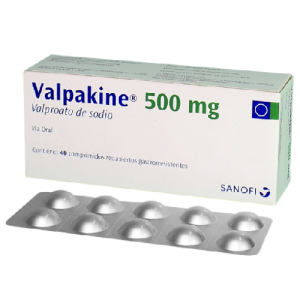 Valpakine® 500 mg
Valproato de sodio
Vía Oral
Contiene: 40 comprimidos recubiertos gastrorresistentes
SANOFI